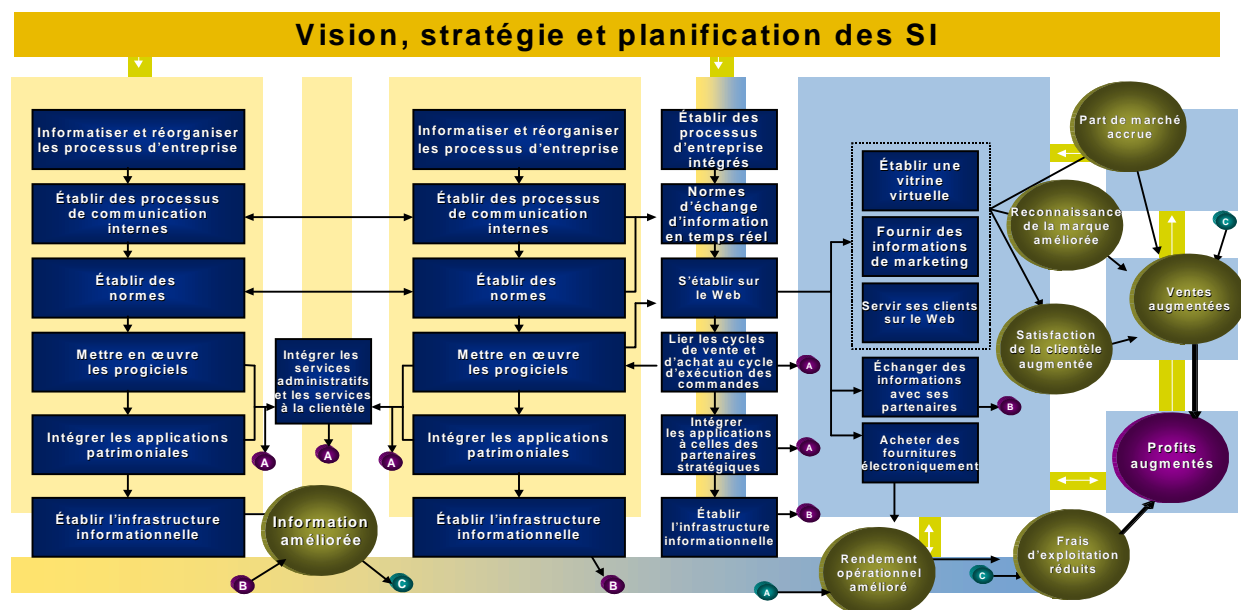 Vision, stratégie et planification des SI
Informatiser et réorganiser
les processus d'entreprise
Établir des processus
de communication
internes
Établir des
normes
Mettre en œuvre
les progiciels
Intégrer les applications
patrimoniales
Établir l'infrastructure
informationnelle
Intégrer les
services
administratifs
et les services
à la clientèle
A
A
A
Information
améliorée
B
C
Informatiser et réorganiser
les processus d'entreprise
Établir des processus
de communication
internes
Établir des
normes
Mettre en œuvre
les progiciels
Intégrer les applications
patrimoniales
Établir l'infrastructure
informationnelle
B
Établir des
processus
d'entreprise
intégrés
Normes
d'échange
d'information
en temps réel
S'établir sur
le Web
Lier les cycles
de vente et
d'achat au cycle
d'exécution des
commandes
A
Intégrer
les applications
à celles des
partenaires
stratégiques
A
Établir
l'infrastructure
informationnelle
B
Établir une
vitrine
virtuelle
Fournir des
informations
de marketing
Servir ses clients
sur le Web
Échanger des
informations
avec ses
partenaires
B
Acheter des
fournitures
électroniquement
Part de marché
accrue
Reconnaissance
de la marque
améliorée
C
Ventes
augmentées
Satisfaction
de la clientèle
augmentée
Profits
augmentés
A
Rendement
opérationnel
amélioré
C
Frais
d'exploitation
réduits